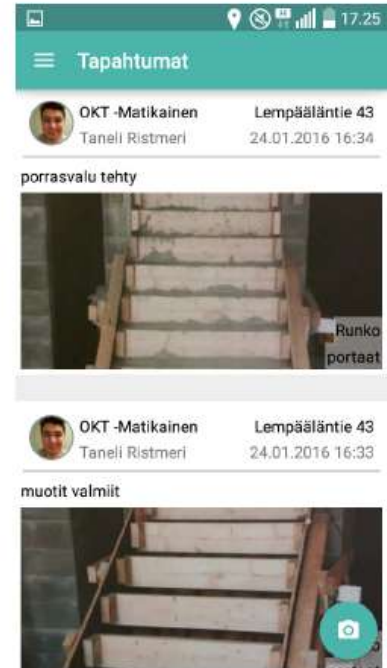 17.25
Tapahtumat
OKT -Matikainen Lempääläntie 43
Taneli Ristmeri 24.01.2016 16:34
porrasvalu tehty
Runko
portaat
OKT -Matikainen Lempääläntie 43
Taneli Ristmeri 24.01.2016 16:33
muotit valmiit